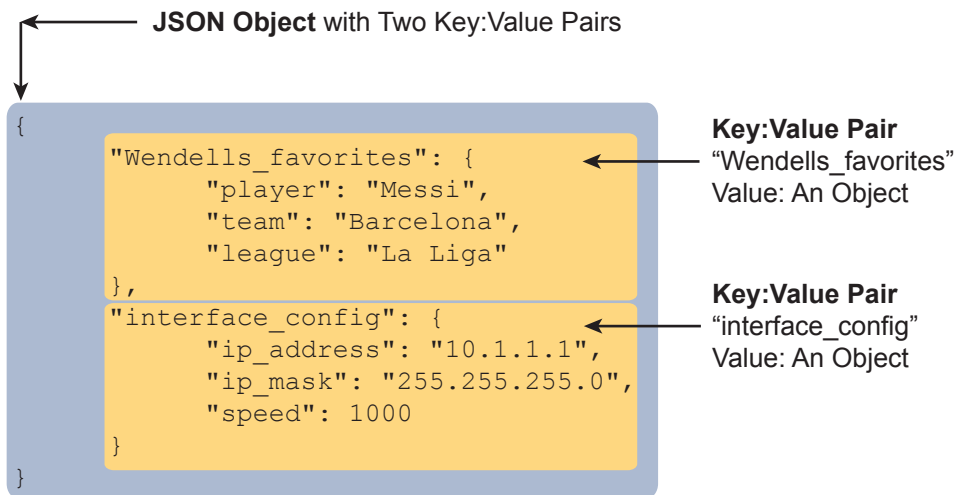 JSON Object with Two Key:Value Pairs
{
"Wendells_favorites": {
"player": "Messi",
"team": "Barcelona",
"league": "La Liga"
},
"interface_config": {
"ip_address": "10.1.1.1",
"ip_mask": "255.255.255.0",
"speed": 1000
}
}
Key:Value Pair
“Wendells_favorites”
Value: An Object
Key:Value Pair
“interface_config”
Value: An Object